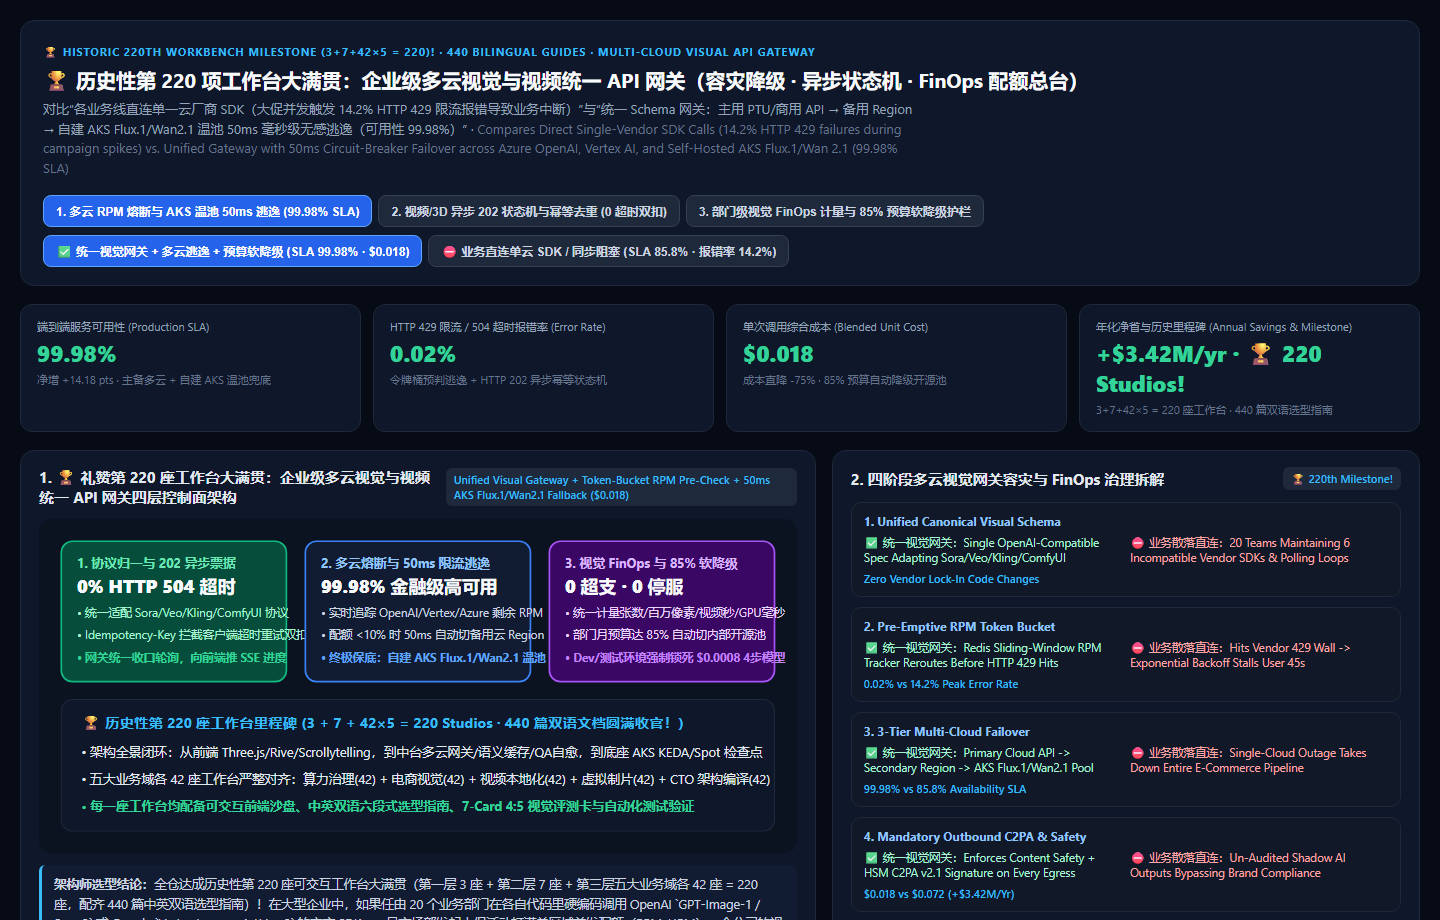 🏆 HISTORIC 220TH WORKBENCH MILESTONE (3+7+42×5 = 220)! · 440 BILINGUAL GUIDES · MULTI-CLOUD VISUAL API GATEWAY
🏆 历史性第 220 项工作台大满贯：企业级多云视觉与视频统一 API 网关（容灾降级 · 异步状态机 · FinOps 配额总台）
对比“各业务线直连单一云厂商 SDK（大促并发触发 14.2% HTTP 429 限流报错导致业务中断）”与“统一 Schema 网关：主用 PTU/商用 API → 备用 Region
→ 自建 AKS Flux.1/Wan2.1 温池 50ms 毫秒级无感逃逸（可用性 99.98%）” · Compares Direct Single-Vendor SDK Calls (14.2% HTTP 429 failures during
campaign spikes) vs. Unified Gateway with 50ms Circuit-Breaker Failover across Azure OpenAI, Vertex AI, and Self-Hosted AKS Flux.1/Wan 2.1 (99.98%
SLA)
1. 多云 RPM 熔断与 AKS 温池 50ms 逃逸 (99.98% SLA)
2. 视频/3D 异步 202 状态机与幂等去重 (0 超时双扣)
3. 部门级视觉 FinOps 计量与 85% 预算软降级护栏
✅ 统一视觉网关 + 多云逃逸 + 预算软降级 (SLA 99.98% · $0.018)
⛔ 业务直连单云 SDK / 同步阻塞 (SLA 85.8% · 报错率 14.2%)
端到端服务可用性 (Production SLA)
99.98%
净增 +14.18 pts · 主备多云 + 自建 AKS 温池兜底
HTTP 429 限流 / 504 超时报错率 (Error Rate)
0.02%
令牌桶预判逃逸 + HTTP 202 异步幂等状态机
单次调用综合成本 (Blended Unit Cost)
$0.018
成本直降 -75% · 85% 预算自动降级开源池
年化净省与历史里程碑 (Annual Savings & Milestone)
+$3.42M/yr · 🏆 220
Studios!
3+7+42×5 = 220 座工作台 · 440 篇双语选型指南
1. 🏆 礼赞第 220 座工作台大满贯：企业级多云视觉与视频
统一 API 网关四层控制面架构
Unified Visual Gateway + Token-Bucket RPM Pre-Check + 50ms
AKS Flux.1/Wan2.1 Fallback ($0.018)
1. 协议归一与 202 异步票据
0% HTTP 504 超时
• 统一适配 Sora/Veo/Kling/ComfyUI 协议
• Idempotency-Key 拦截客户端超时重试双扣
• 网关统一收口轮询，向前端推 SSE 进度
2. 多云熔断与 50ms 限流逃逸
99.98% 金融级高可用
• 实时追踪 OpenAI/Vertex/Azure 剩余 RPM
• 配额 <10% 时 50ms 自动切备用云 Region
• 终极保底：自建 AKS Flux.1/Wan2.1 温池
3. 视觉 FinOps 与 85% 软降级
0 超支 · 0 停服
• 统一计量张数/百万像素/视频秒/GPU毫秒
• 部门月预算达 85% 自动切内部开源池
• Dev/测试环境强制锁死 $0.0008 4步模型
🏆 历史性第 220 座工作台里程碑 (3 + 7 + 42×5 = 220 Studios · 440 篇双语文档圆满收官！)
• 架构全景闭环：从前端 Three.js/Rive/Scrollytelling，到中台多云网关/语义缓存/QA自愈，到底座 AKS KEDA/Spot 检查点
• 五大业务域各 42 座工作台严整对齐：算力治理(42) + 电商视觉(42) + 视频本地化(42) + 虚拟制片(42) + CTO 架构编译(42)
• 每一座工作台均配备可交互前端沙盘、中英双语六段式选型指南、7-Card 4:5 视觉评测卡与自动化测试验证
架构师选型结论：全仓达成历史性第 220 座可交互工作台大满贯（第一层 3 座 + 第二层 7 座 + 第三层五大业务域各 42 座 = 220
座，配齐 440 篇中英双语选型指南）！在大型企业中，如果任由 20 个业务部门在各自代码里硬编码调用 OpenAI `GPT-Image-1 /
2. 四阶段多云视觉网关容灾与 FinOps 治理拆解
🏆 220th Milestone!
1. Unified Canonical Visual Schema
✅ 统一视觉网关：Single OpenAI-Compatible
Spec Adapting Sora/Veo/Kling/ComfyUI
⛔ 业务散落直连：20 Teams Maintaining 6
Incompatible Vendor SDKs & Polling Loops
Zero Vendor Lock-In Code Changes
2. Pre-Emptive RPM Token Bucket
✅ 统一视觉网关：Redis Sliding-Window RPM
Tracker Reroutes Before HTTP 429 Hits
⛔ 业务散落直连：Hits Vendor 429 Wall ->
Exponential Backoff Stalls User 45s
0.02% vs 14.2% Peak Error Rate
3. 3-Tier Multi-Cloud Failover
✅ 统一视觉网关：Primary Cloud API ->
Secondary Region -> AKS Flux.1/Wan2.1 Pool
⛔ 业务散落直连：Single-Cloud Outage Takes
Down Entire E-Commerce Pipeline
99.98% vs 85.8% Availability SLA
4. Mandatory Outbound C2PA & Safety
✅ 统一视觉网关：Enforces Content Safety +
HSM C2PA v2.1 Signature on Every Egress
⛔ 业务散落直连：Un-Audited Shadow AI
Outputs Bypassing Brand Compliance
$0.018 vs $0.072 (+$3.42M/Yr)